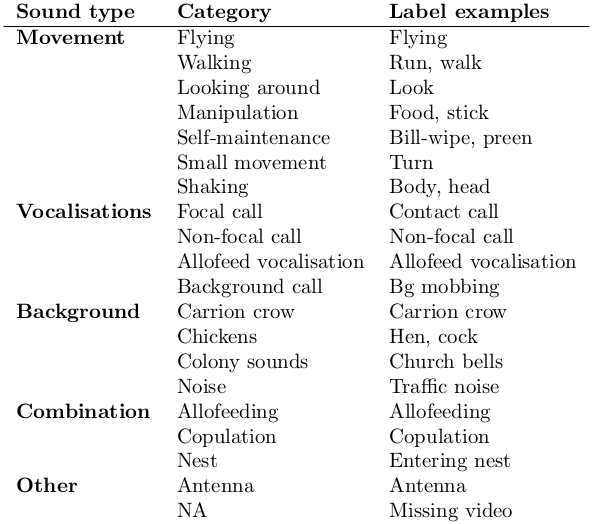 Sound type Category Label examples
Movement Flying Flying
Walking Run, walk
Looking around Look
Manipulation Food, stick
Self-maintenance Bill-wipe, preen
Small movement Turn
Shaking Body, head
Vocalisations Focal call Contact call
Non-focal call Non-focal call
Allofeed vocalisation Allofeed vocalisation
Background call Bg mobbing
Background Carrion crow Carrion crow
Chickens Hen, cock
Colony sounds Church bells
Noise Traffic noise
Combination Allofeeding Allofeeding
Copulation Copulation
Nest Entering nest
Other Antenna Antenna
NA Missing video